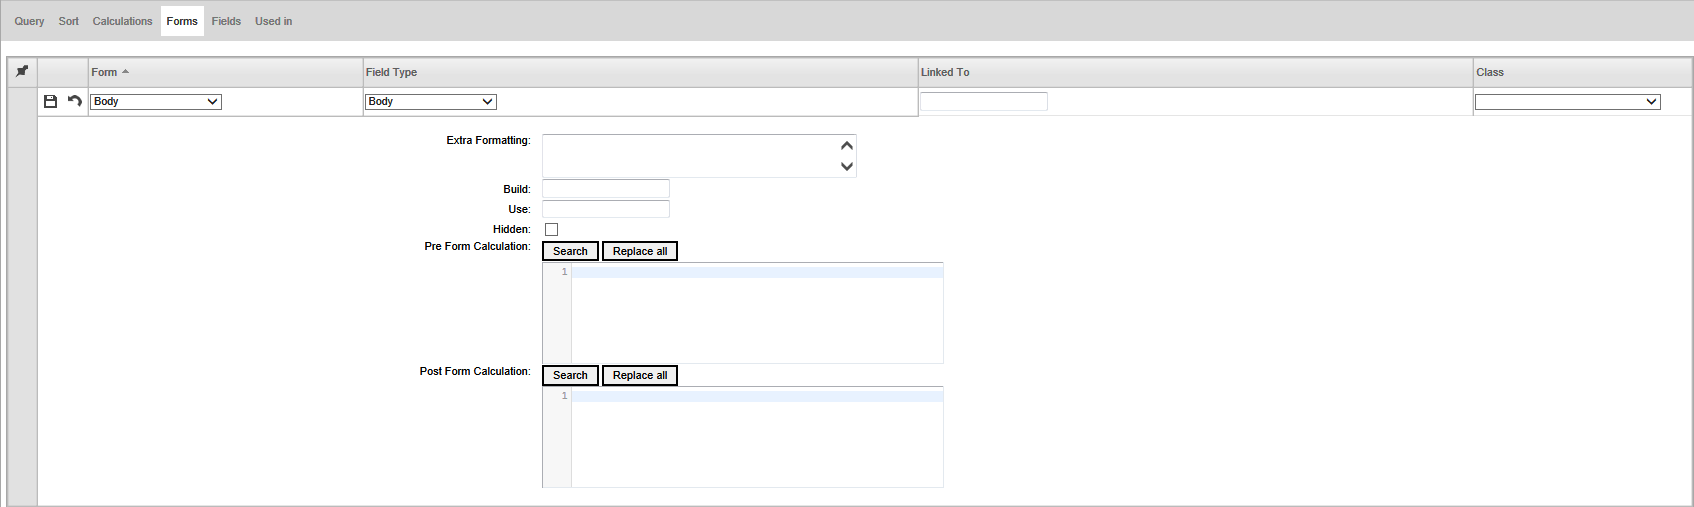 Query Sort Calculations Forms Fields Used in
Form Field Type Linked To Class
Body Body
Extra Formatting:
Build:
Use:
Hidden:
Pre Form Calculation: Search Replace all
1
Post Form Calculation: Search Replace all
1